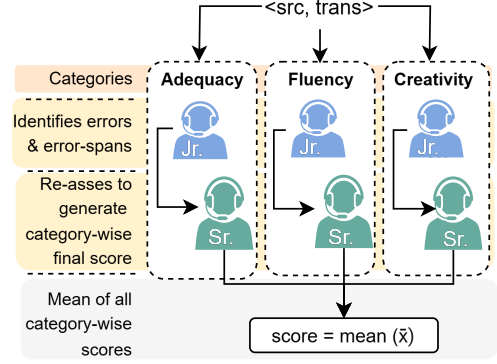 <src, trans>
Categories
Adequacy
Fluency
Creativity
Identifies errors
& error-spans
Jr.
Jr.
Jr.
Re-asses to
generate
category-wise
final score
Sr.
Sr.
Sr.
Mean of all
category-wise
scores
score = mean (x̄)